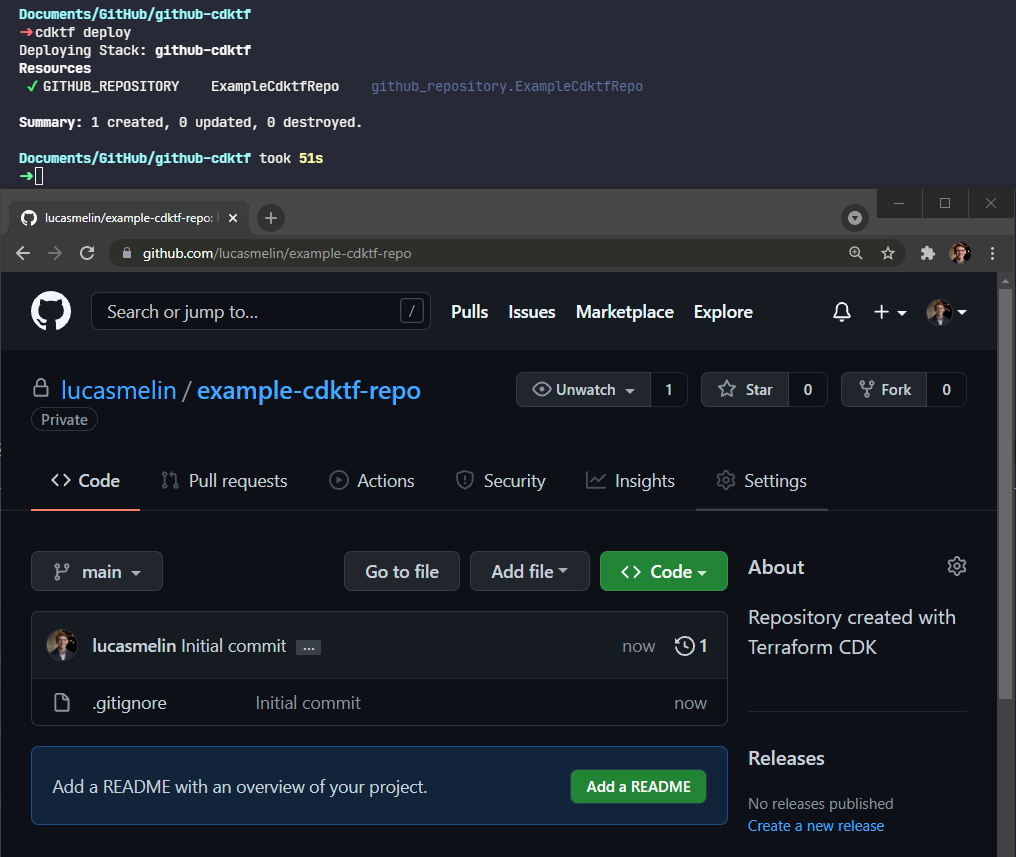 Documents/GitHub/github-cdktf
→cdktf deploy
Deploying Stack: github-cdktf
Resources
✓ GITHUB_REPOSITORY ExampleCdktfRepo github_repository.ExampleCdktfRepo
Summary: 1 created, 0 updated, 0 destroyed.
Documents/GitHub/github-cdktf took 51s
→
lucasmelin/example-cdktf-repo:
github.com/lucasmelin/example-cdktf-repo
Search or jump to... / Pulls Issues Marketplace Explore
lucasmelin / example-cdktf-repo Unwatch 1 Star 0 Fork 0
Private
Code Pull requests Actions Security Insights Settings
main Go to file Add file Code About
Repository created with
Terraform CDK
lucasmelin Initial commit ... now 1
.gitignore Initial commit now
Releases
Add a README with an overview of your project. Add a README
No releases published
Create a new release